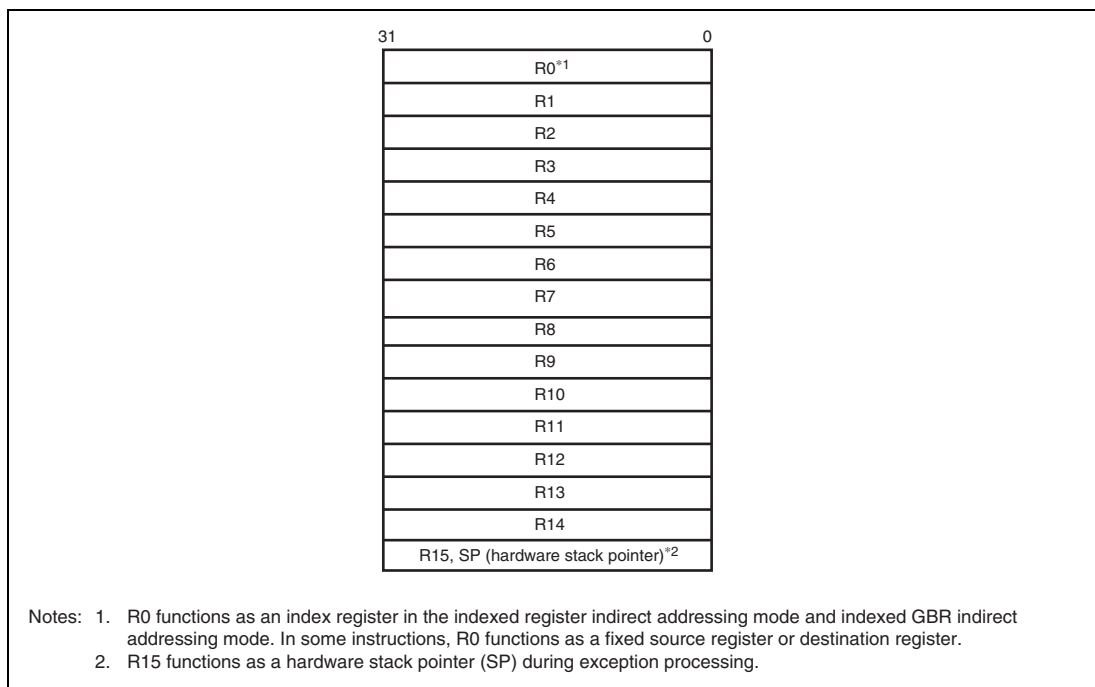 31 0
R0*1
R1
R2
R3
R4
R5
R6
R7
R8
R9
R10
R11
R12
R13
R14
R15, SP (hardware stack pointer)*2
Notes: 1. R0 functions as an index register in the indexed register indirect addressing mode and indexed GBR indirect
addressing mode. In some instructions, R0 functions as a fixed source register or destination register.
2. R15 functions as a hardware stack pointer (SP) during exception processing.